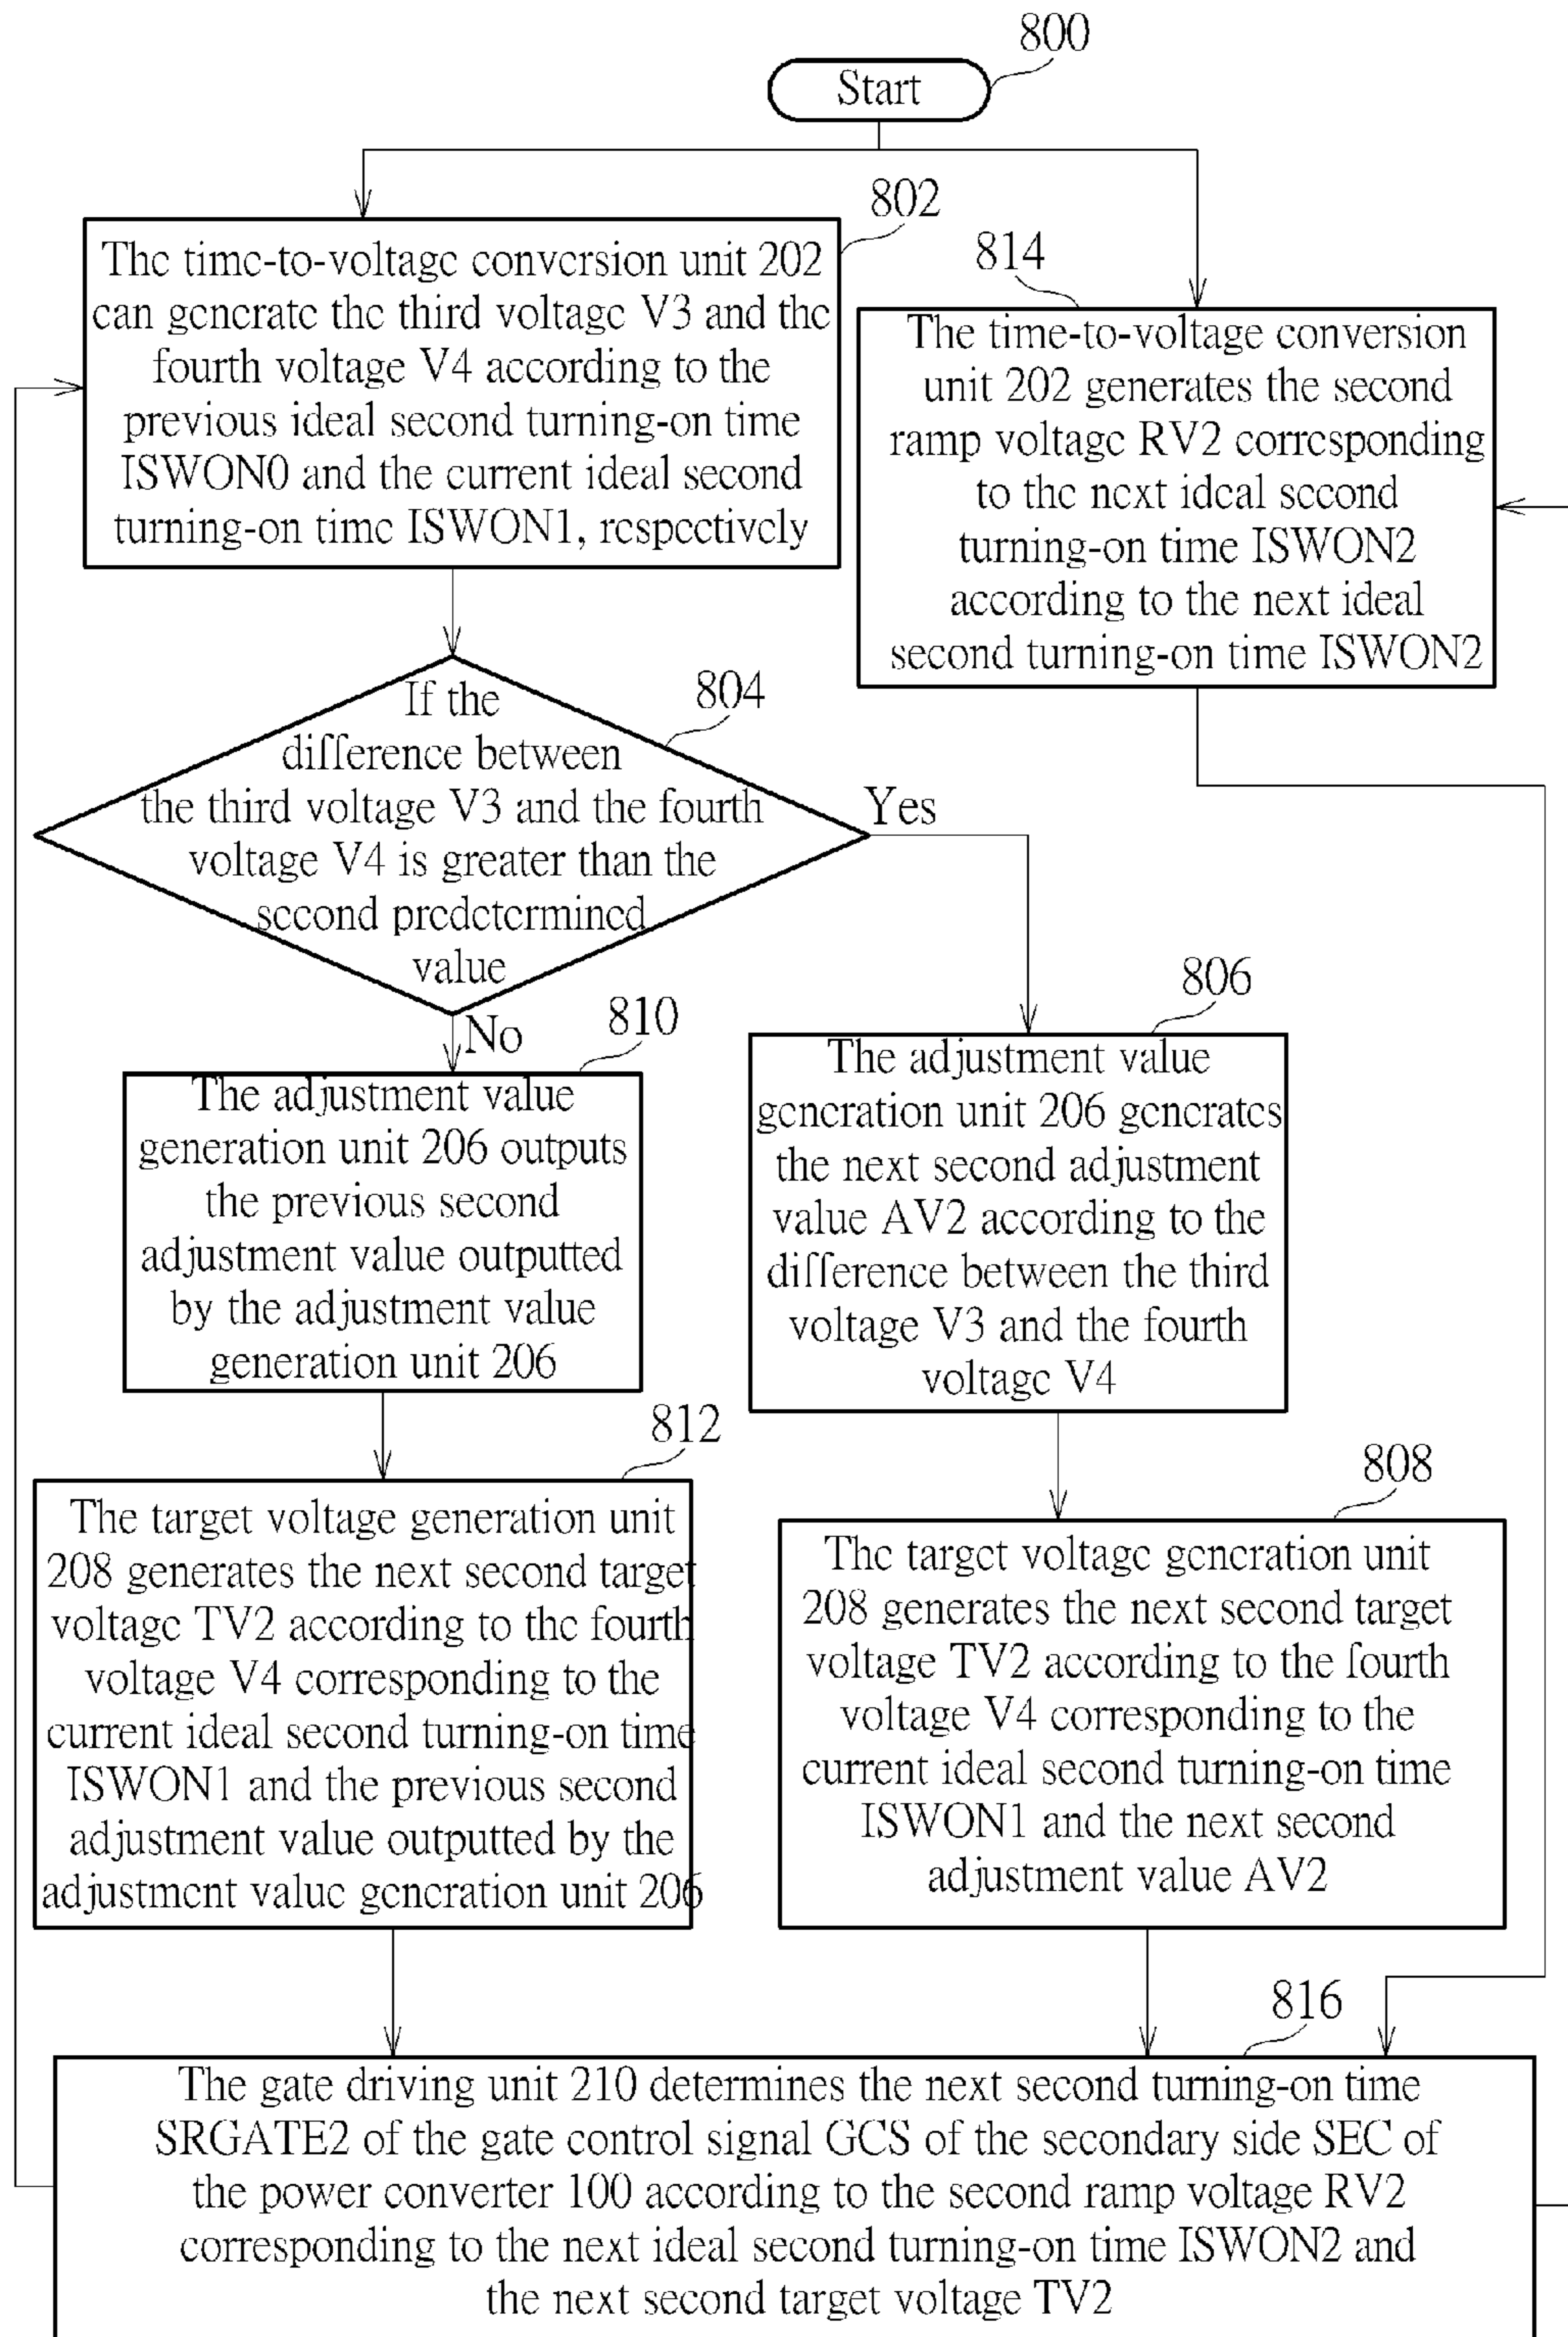 800
Start
802
The time-to-voltage conversion unit 202
can generate the third voltage V3 and the
fourth voltage V4 according to the
previous ideal second turning-on time
ISWON0 and the current ideal second
turning-on time ISWON1, respectively
814
The time-to-voltage conversion
unit 202 generates the second
ramp voltage RV2 corresponding
to the next ideal second
turning-on time ISWON2
according to the next ideal
second turning-on time ISWON2
804
If the
difference between
the third voltage V3 and the fourth
voltage V4 is greater than the
second predetermined
value
Yes
No
810
The adjustment value
generation unit 206 outputs
the previous second
adjustment value outputted
by the adjustment value
generation unit 206
806
The adjustment value
generation unit 206 generates
the next second adjustment
value AV2 according to the
difference between the third
voltage V3 and the fourth
voltage V4
812
The target voltage generation unit
208 generates the next second target
voltage TV2 according to the fourth
voltage V4 corresponding to the
current ideal second turning-on time
ISWON1 and the previous second
adjustment value outputted by the
adjustment value generation unit 206
808
The target voltage generation unit
208 generates the next second target
voltage TV2 according to the fourth
voltage V4 corresponding to the
current ideal second turning-on time
ISWON1 and the next second
adjustment value AV2
816
The gate driving unit 210 determines the next second turning-on time
SRGATE2 of the gate control signal GCS of the secondary side SEC of
the power converter 100 according to the second ramp voltage RV2
corresponding to the next ideal second turning-on time ISWON2 and
the next second target voltage TV2